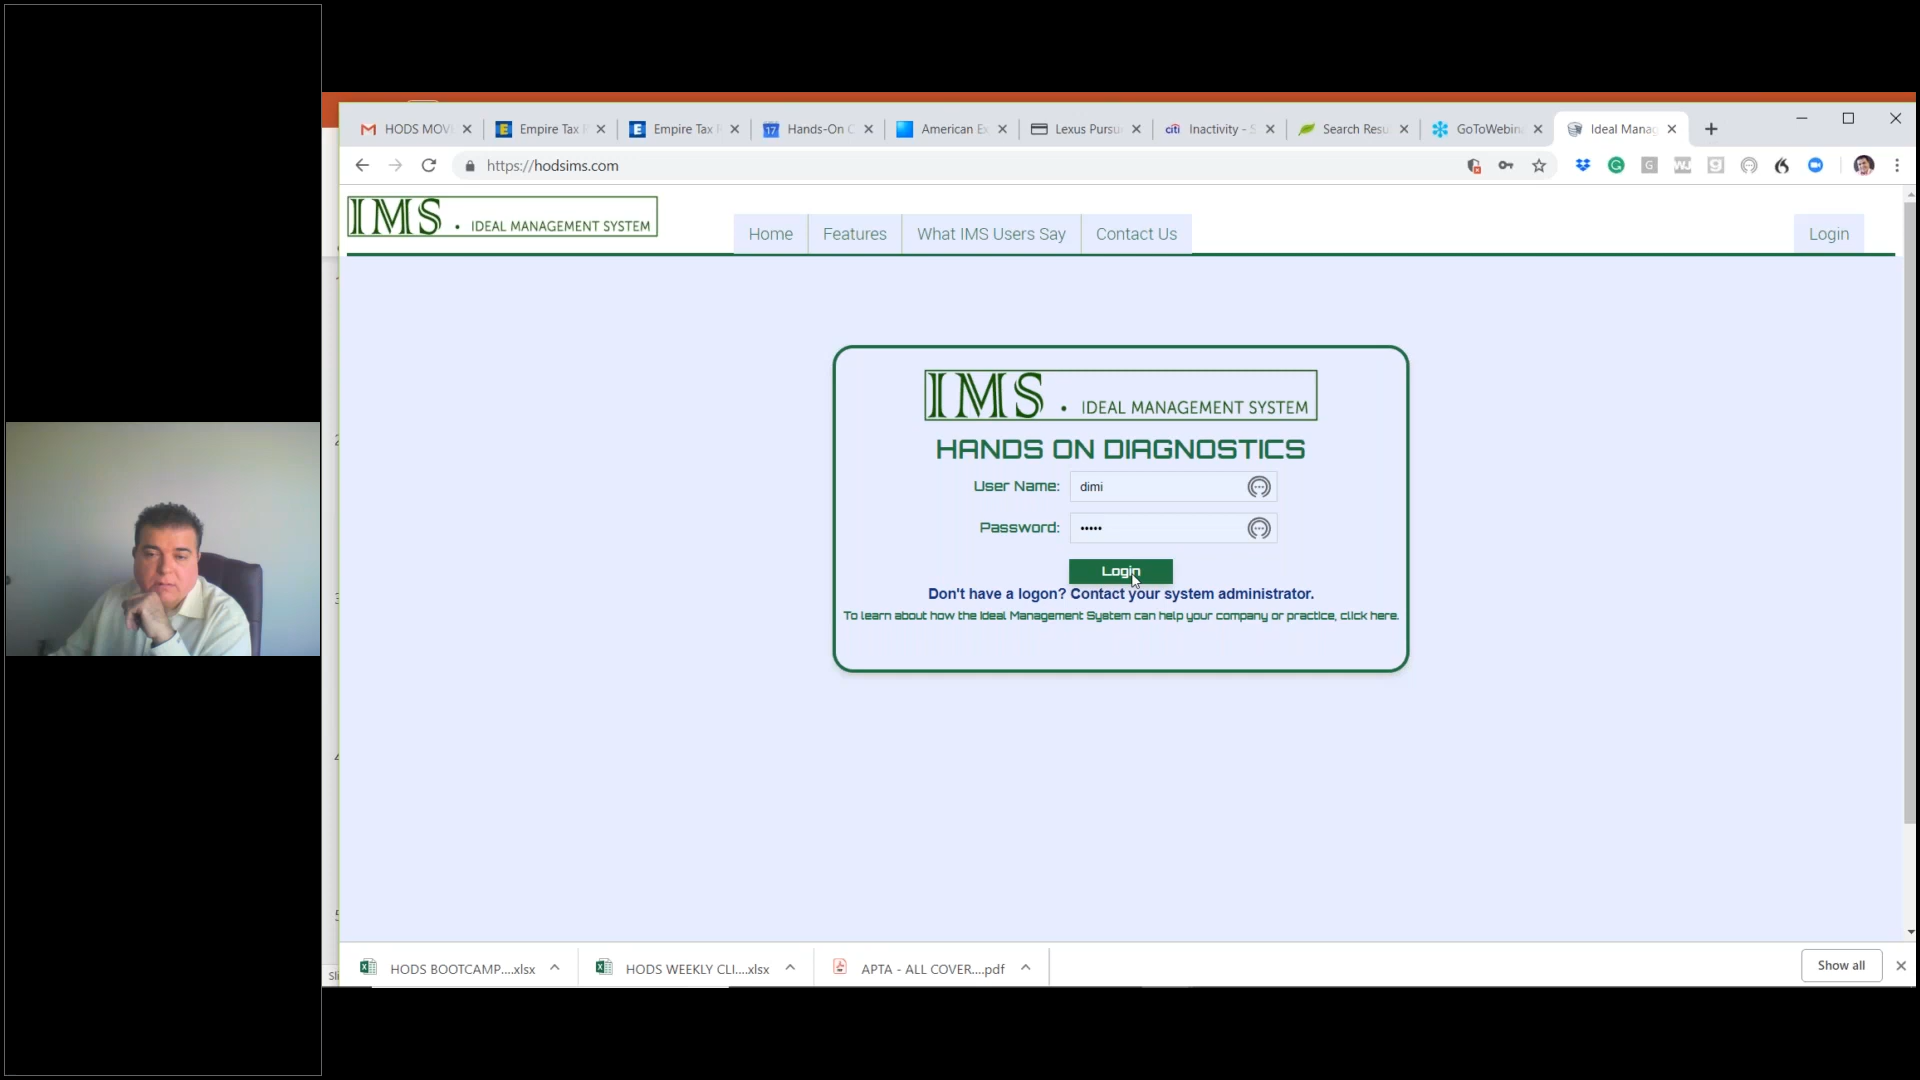 HODS MOV
Empire Tax
Empire Tax
17
Hands-On C
American Ex
Lexus Pursu
citi
Inactivity - S
Search Resu
GoToWebin
Ideal Manag
https://hodsims.com
IMS • IDEAL MANAGEMENT SYSTEM
Home
Features
What IMS Users Say
Contact Us
Login
IMS • IDEAL MANAGEMENT SYSTEM
HANDS ON DIAGNOSTICS
User Name: dimi
Password: •••••
Login
Don't have a logon? Contact your system administrator.
To learn about how the Ideal Management System can help your company or practice, click here.
HODS BOOTCAMP....xlsx
HODS WEEKLY CLI....xlsx
APTA - ALL COVER....pdf
Show all